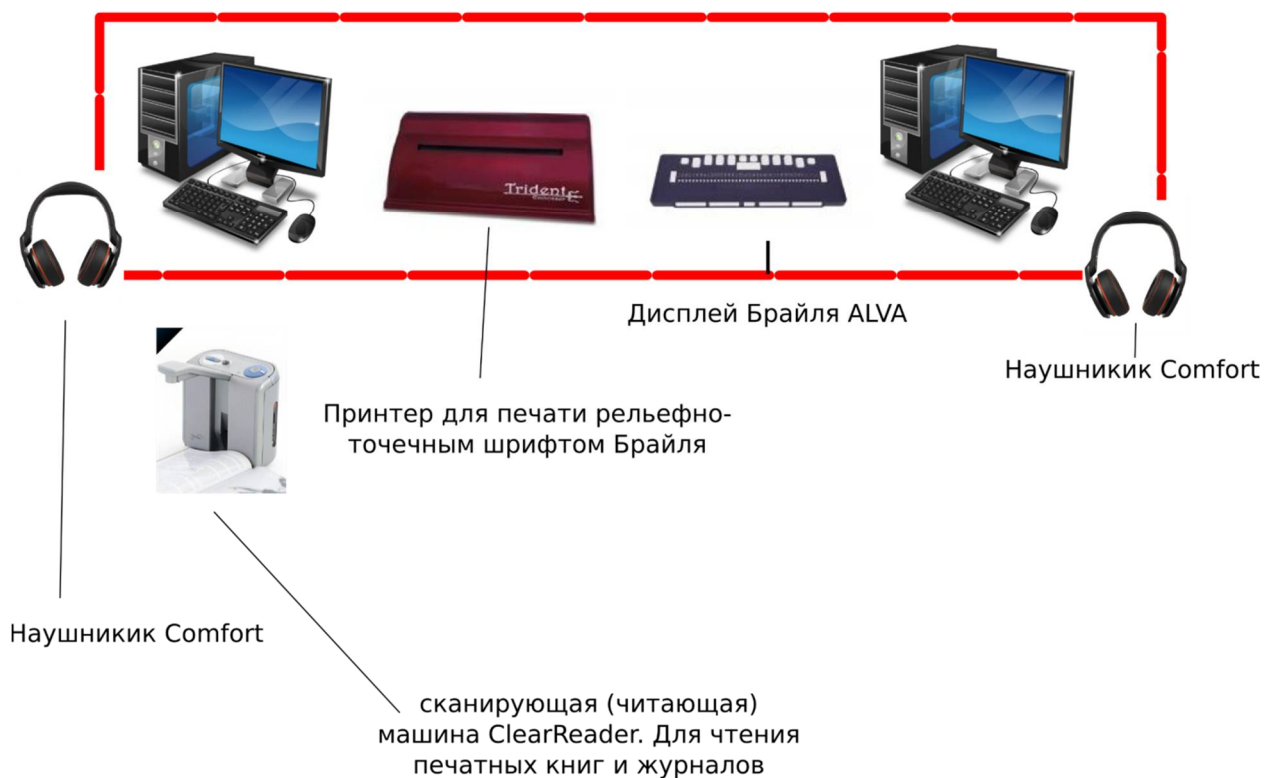 Trident
Дисплей Брайля ALVA
Наушникик Comfort
Принтер для печати рельефно-
точечным шрифтом Брайля
Наушникик Comfort
сканирующая (читающая)
машина ClearReader. Для чтения
печатных книг и журналов